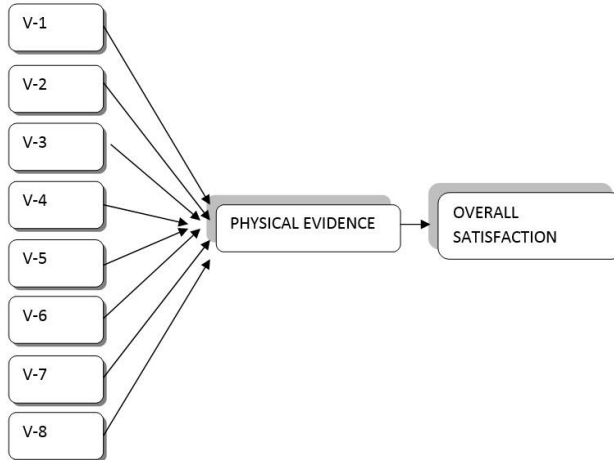 V-1
V-2
V-3
V-4
V-5
V-6
V-7
V-8
PHYSICAL EVIDENCE
OVERALL
SATISFACTION